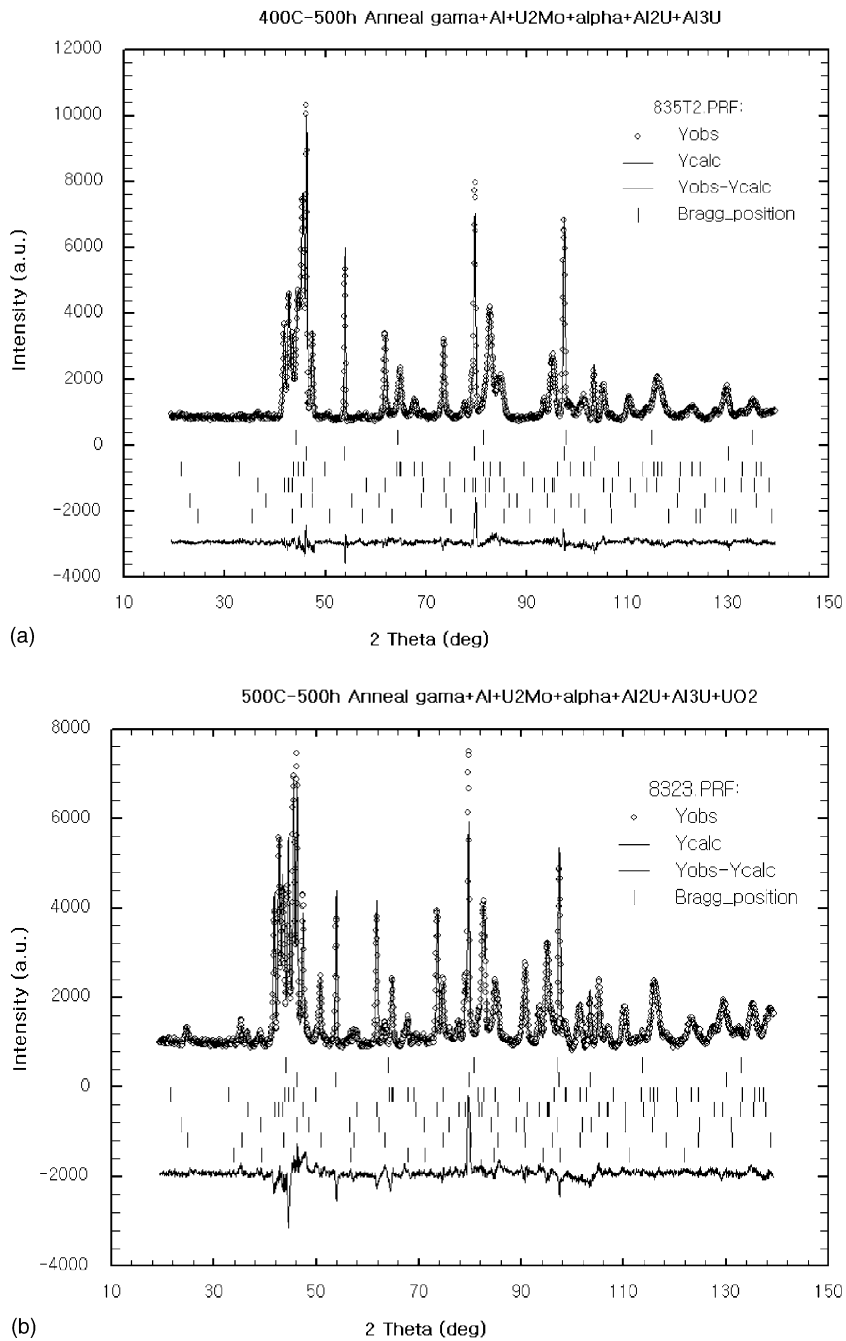 400C-500h Anneal gama+Al+U2Mo+alpha+Al2U+Al3U
12000
10000
8000
6000
4000
2000
0
-2000
-4000
Intensity (a.u.)
835T2.PRF:
Yobs
Ycalc
Yobs-Ycalc
Bragg_position
10 30 50 70 90 110 130 150
(a)
2 Theta (deg)
500C-500h Anneal gama+Al+U2Mo+alpha+Al2U+Al3U+UO2
8000
6000
4000
2000
0
-2000
-4000
Intensity (a.u.)
8323.PRF:
Yobs
Ycalc
Yobs-Ycalc
Bragg_position
10 30 50 70 90 110 130 150
(b)
2 Theta (deg)